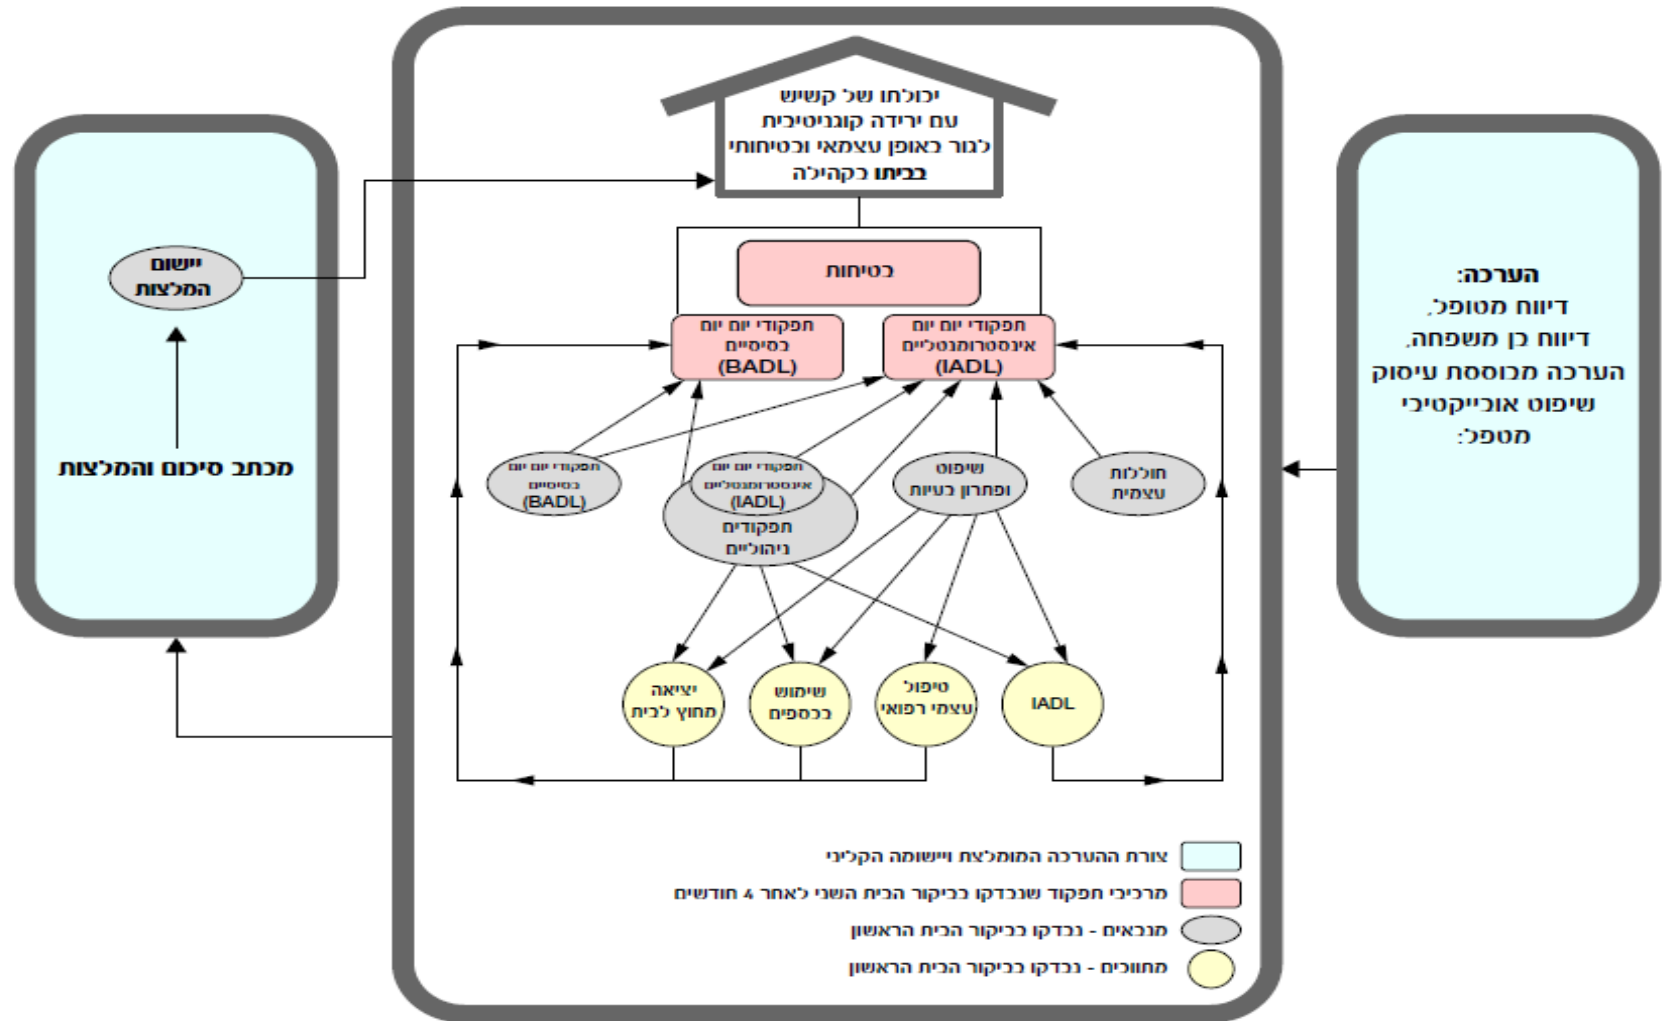 יכולתו של קשיש
עם ירידה קוגניטיבית
לגור באופן עצמאי ובטיחותי
בביתו בקהילה
הערכה:
דיווח מטופל,
דיווח בן משפחה,
הערכה מבוססת עיסוק
שיפוט אובייקטיבי
מטפל:
בטיחות
תפקודי יום יום
אינסטרומנטליים
(IADL)
תפקודי יום יום
בסיסיים
(BADL)
יישום
המלצות
מכתב סיכום והמלצות
חוללות
עצמית
שיפוט
ופתרון בעיות
תפקודי יום יום
אינסטרומנטליים
(IADL)
תפקודים
ניהוליים
תפקודי יום יום
בסיסיים
(BADL)
IADL
טיפול
עצמי רפואי
שימוש
בכספים
יציאה
מחוץ לבית
צורת ההערכה המומלצת ויישומה הקליני
מרכיבי תפקוד שנבדקו בביקור הבית השני לאחר 4 חודשים
מנבאים - נבדקו בביקור הבית הראשון
מתווכים - נבדקו בביקור הבית הראשון